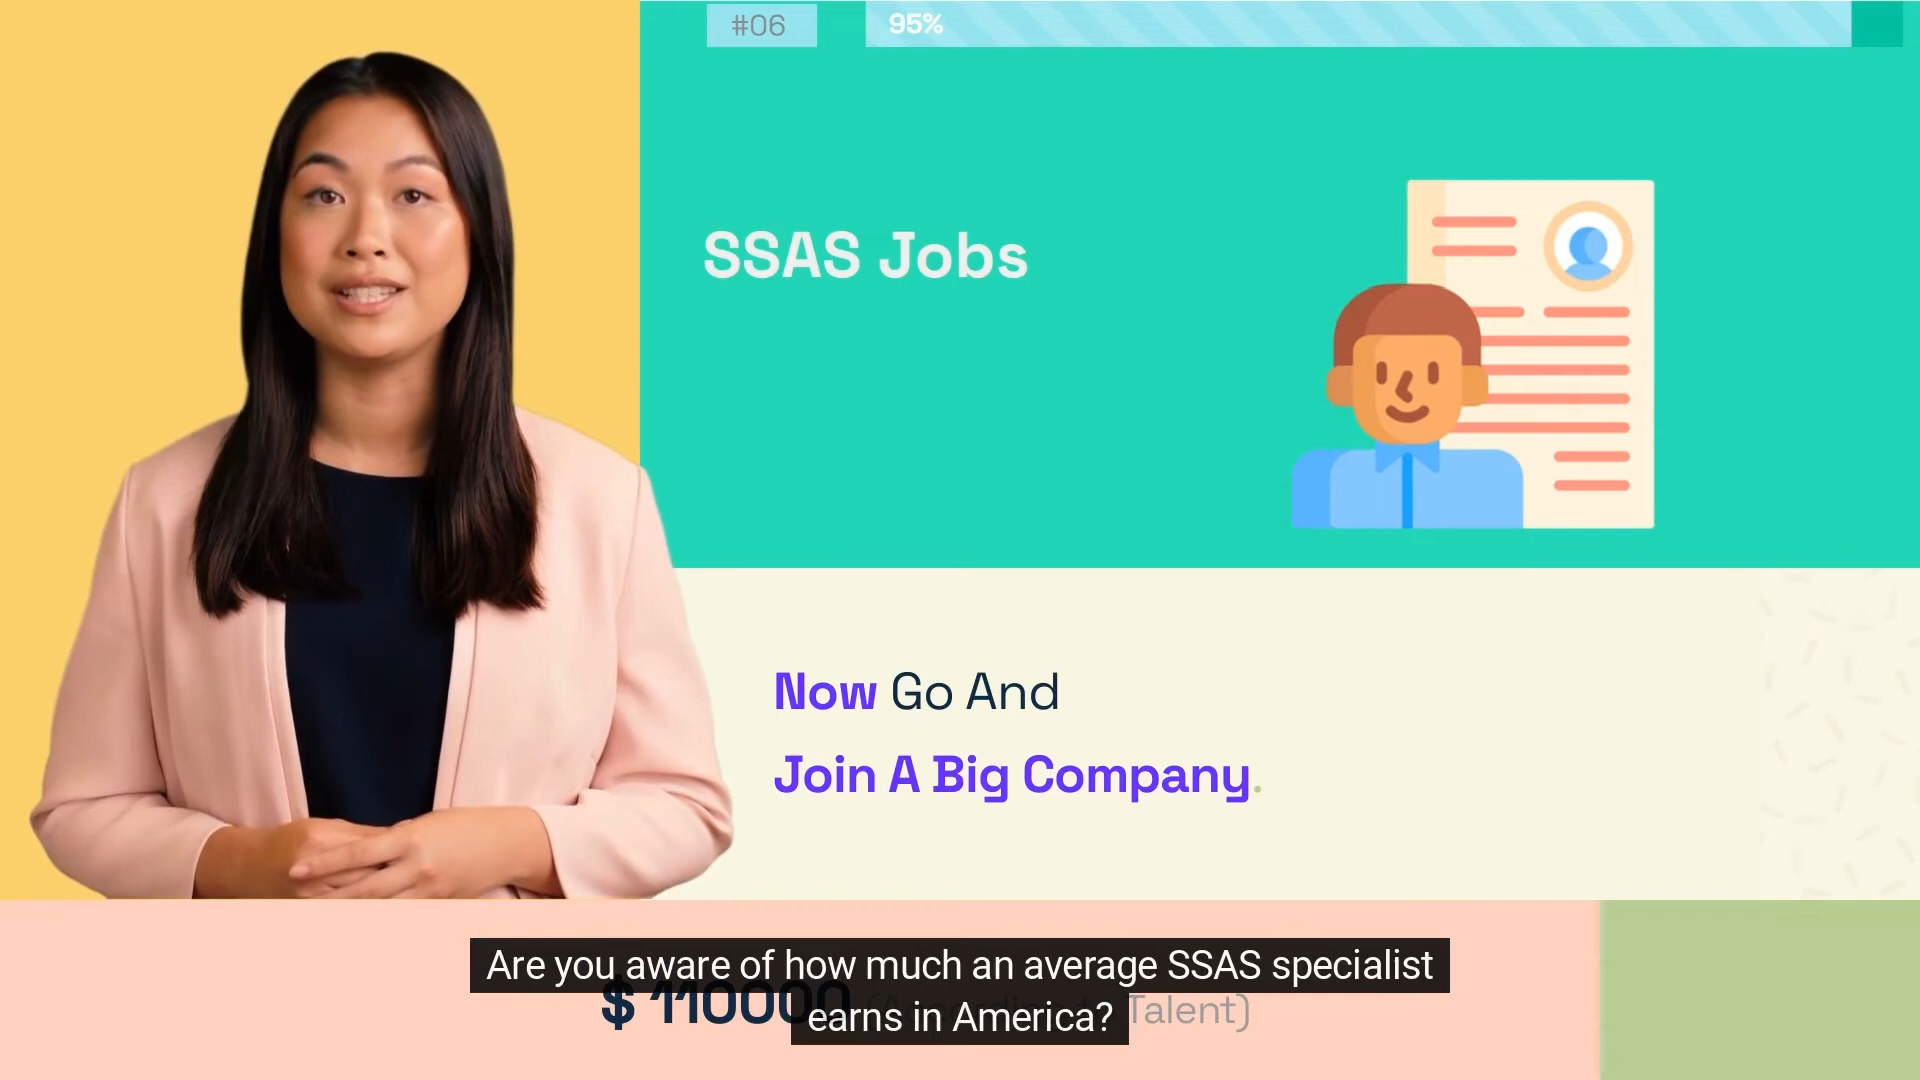 #06
95%
SSAS Jobs
Now Go And
Join A Big Company.
Are you aware of how much an average SSAS specialist
earns in America?
$ 110000 Talent)